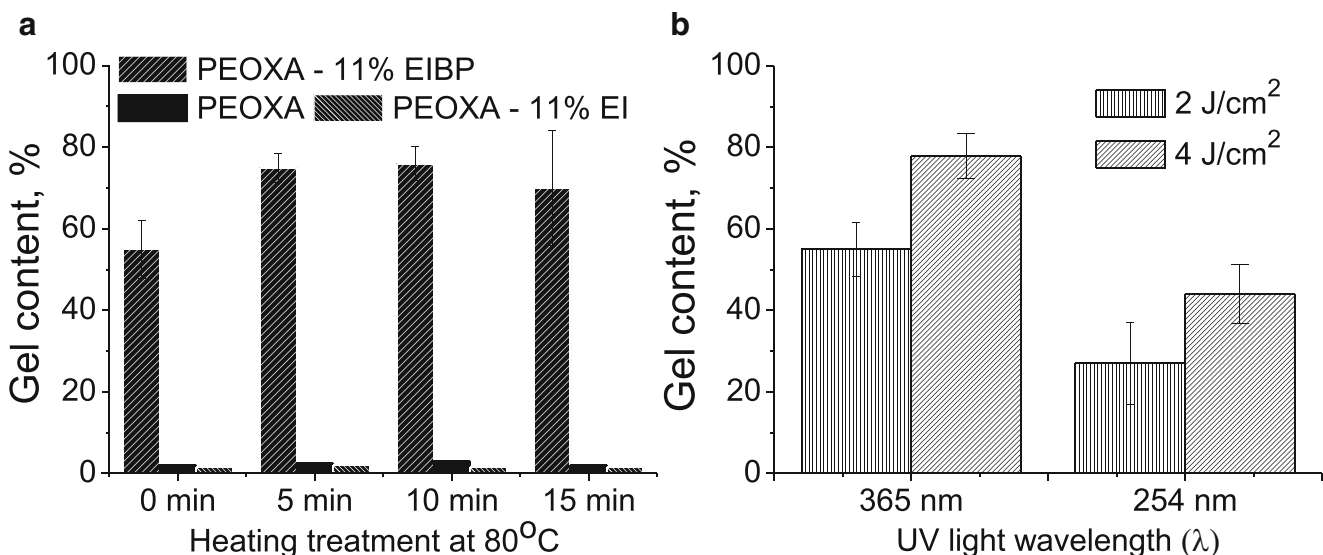 a
PEOXA - 11% EIBP
PEOXA PEOXA - 11% EI
100
80
60
40
20
0
Gel content, %
0 min 5 min 10 min 15 min
Heating treatment at 80°C
b
2 J/cm²
4 J/cm²
100
80
60
40
20
0
Gel content, %
365 nm 254 nm
UV light wavelength (λ)